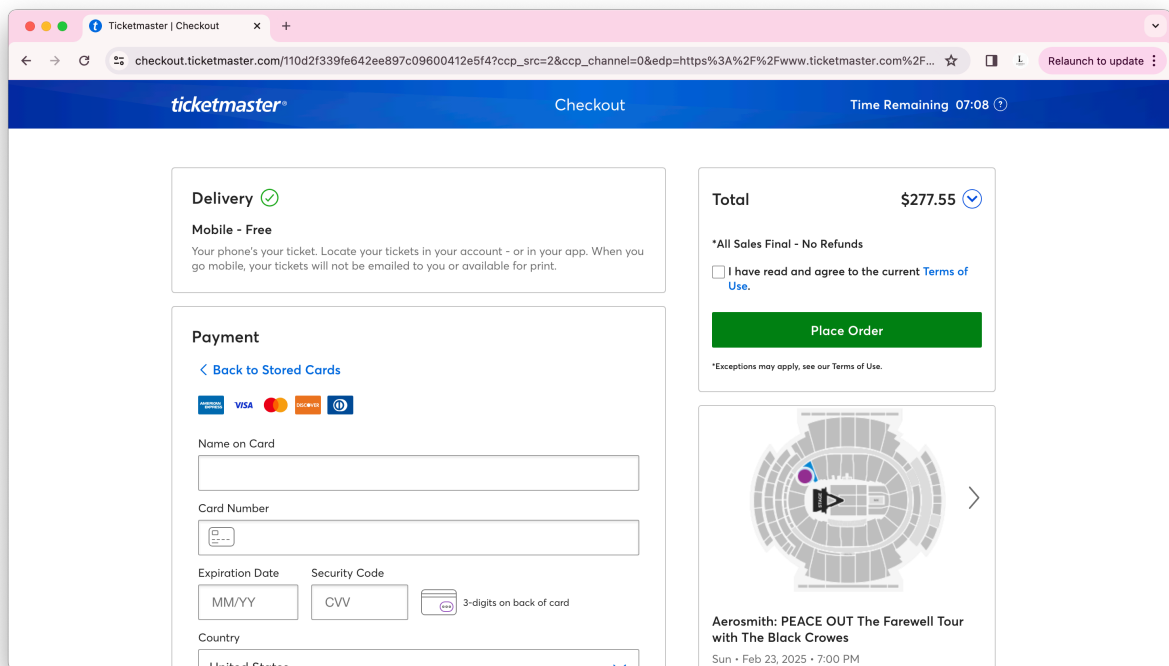 Ticketmaster | Checkout
checkout.ticketmaster.com/110d2f339fe642ee897c09600412e5f4?ccp_src=2&ccp_channel=0&edp=https%3A%2F%2Fwww.ticketmaster.com%2F...
L
Relaunch to update
ticketmaster®
Checkout
Time Remaining 07:08
Delivery
Mobile - Free
Your phone's your ticket. Locate your tickets in your account - or in your app. When you
go mobile, your tickets will not be emailed to you or available for print.
Payment
Back to Stored Cards
AMERICAN EXPRESS
VISA
DISCOVER
Name on Card
Card Number
Expiration Date
Security Code
MM/YY
CVV
3-digits on back of card
Country
United States
Total
$277.55
*All Sales Final - No Refunds
I have read and agree to the current Terms of
Use.
Place Order
*Exceptions may apply, see our Terms of Use.
STAGE
Aerosmith: PEACE OUT The Farewell Tour
with The Black Crowes
Sun • Feb 23, 2025 • 7:00 PM